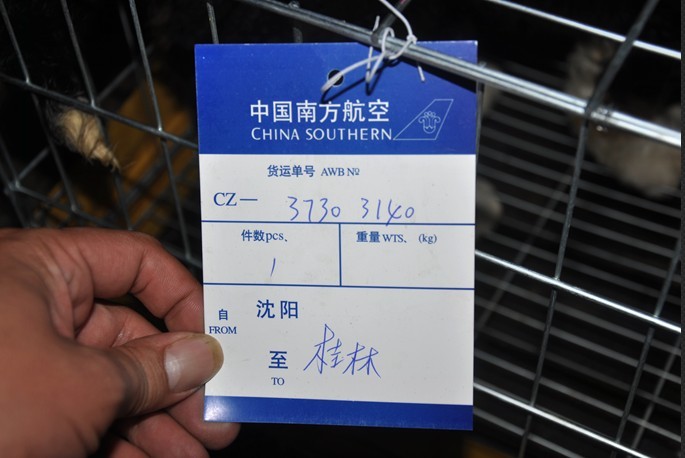 中国南方航空
CHINA SOUTHERN
货运单号 AWB Nº
CZ— 3730 3140
件数pcs、 重量WTS、 (kg)
1
自 沈阳
FROM
至 桂林
TO